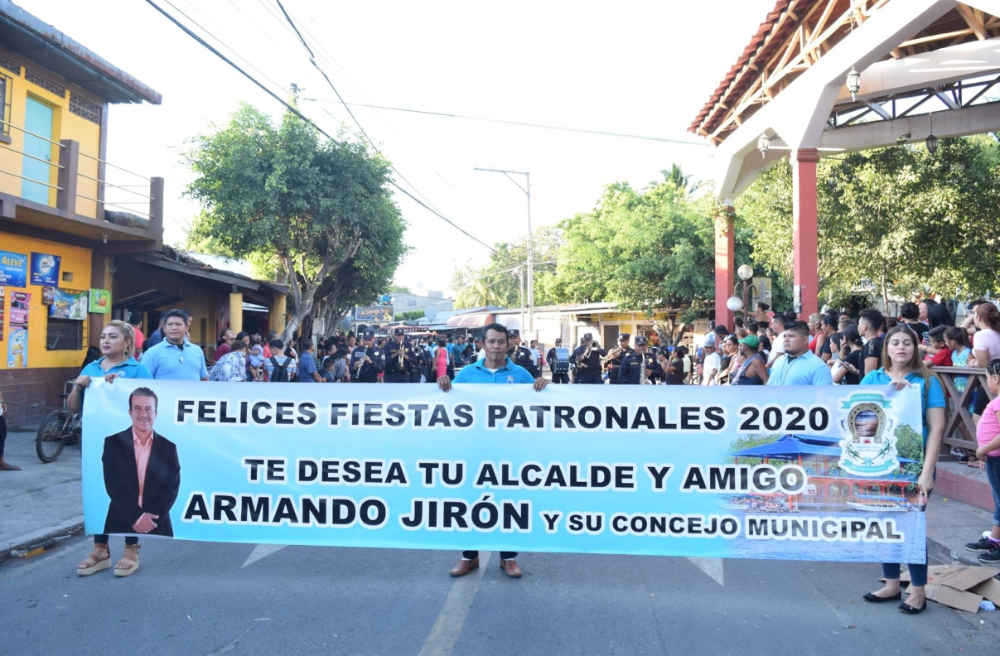 ALEVE
FELICES FIESTAS PATRONALES 2020
TE DESEA TU ALCALDE Y AMIGO
ARMANDO JIRÓN Y SU CONCEJO MUNICIPAL